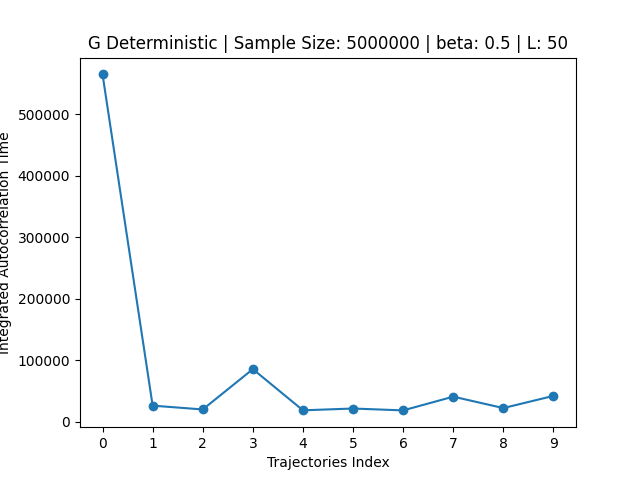 G Deterministic | Sample Size: 5000000 | beta: 0.5 | L: 50
Integrated Autocorrelation Time
500000
400000
300000
200000
100000
0
0 1 2 3 4 5 6 7 8 9
Trajectories Index